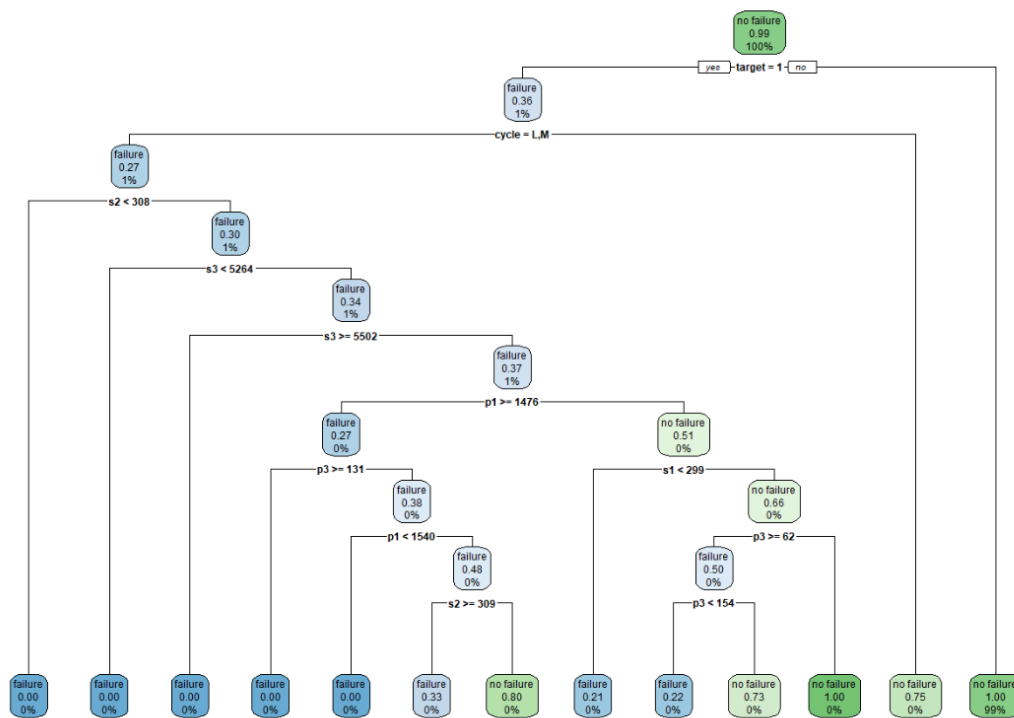 no failure
0.99
100%
yes target = 1 no
failure
0.36
1%
cycle = L,M
failure
0.27
1%
s2 < 308
failure
0.30
1%
s3 < 5264
failure
0.34
1%
s3 >= 5502
failure
0.37
1%
p1 >= 1476
failure
0.27
0%
no failure
0.51
0%
p3 >= 131
s1 < 299
failure
0.38
0%
no failure
0.66
0%
p1 < 1540
p3 >= 62
failure
0.48
0%
failure
0.50
0%
s2 >= 309
p3 < 154
failure
0.00
0%
failure
0.00
0%
failure
0.00
0%
failure
0.00
0%
failure
0.00
0%
failure
0.33
0%
no failure
0.80
0%
failure
0.21
0%
failure
0.22
0%
no failure
0.73
0%
no failure
1.00
0%
no failure
0.75
0%
no failure
1.00
99%